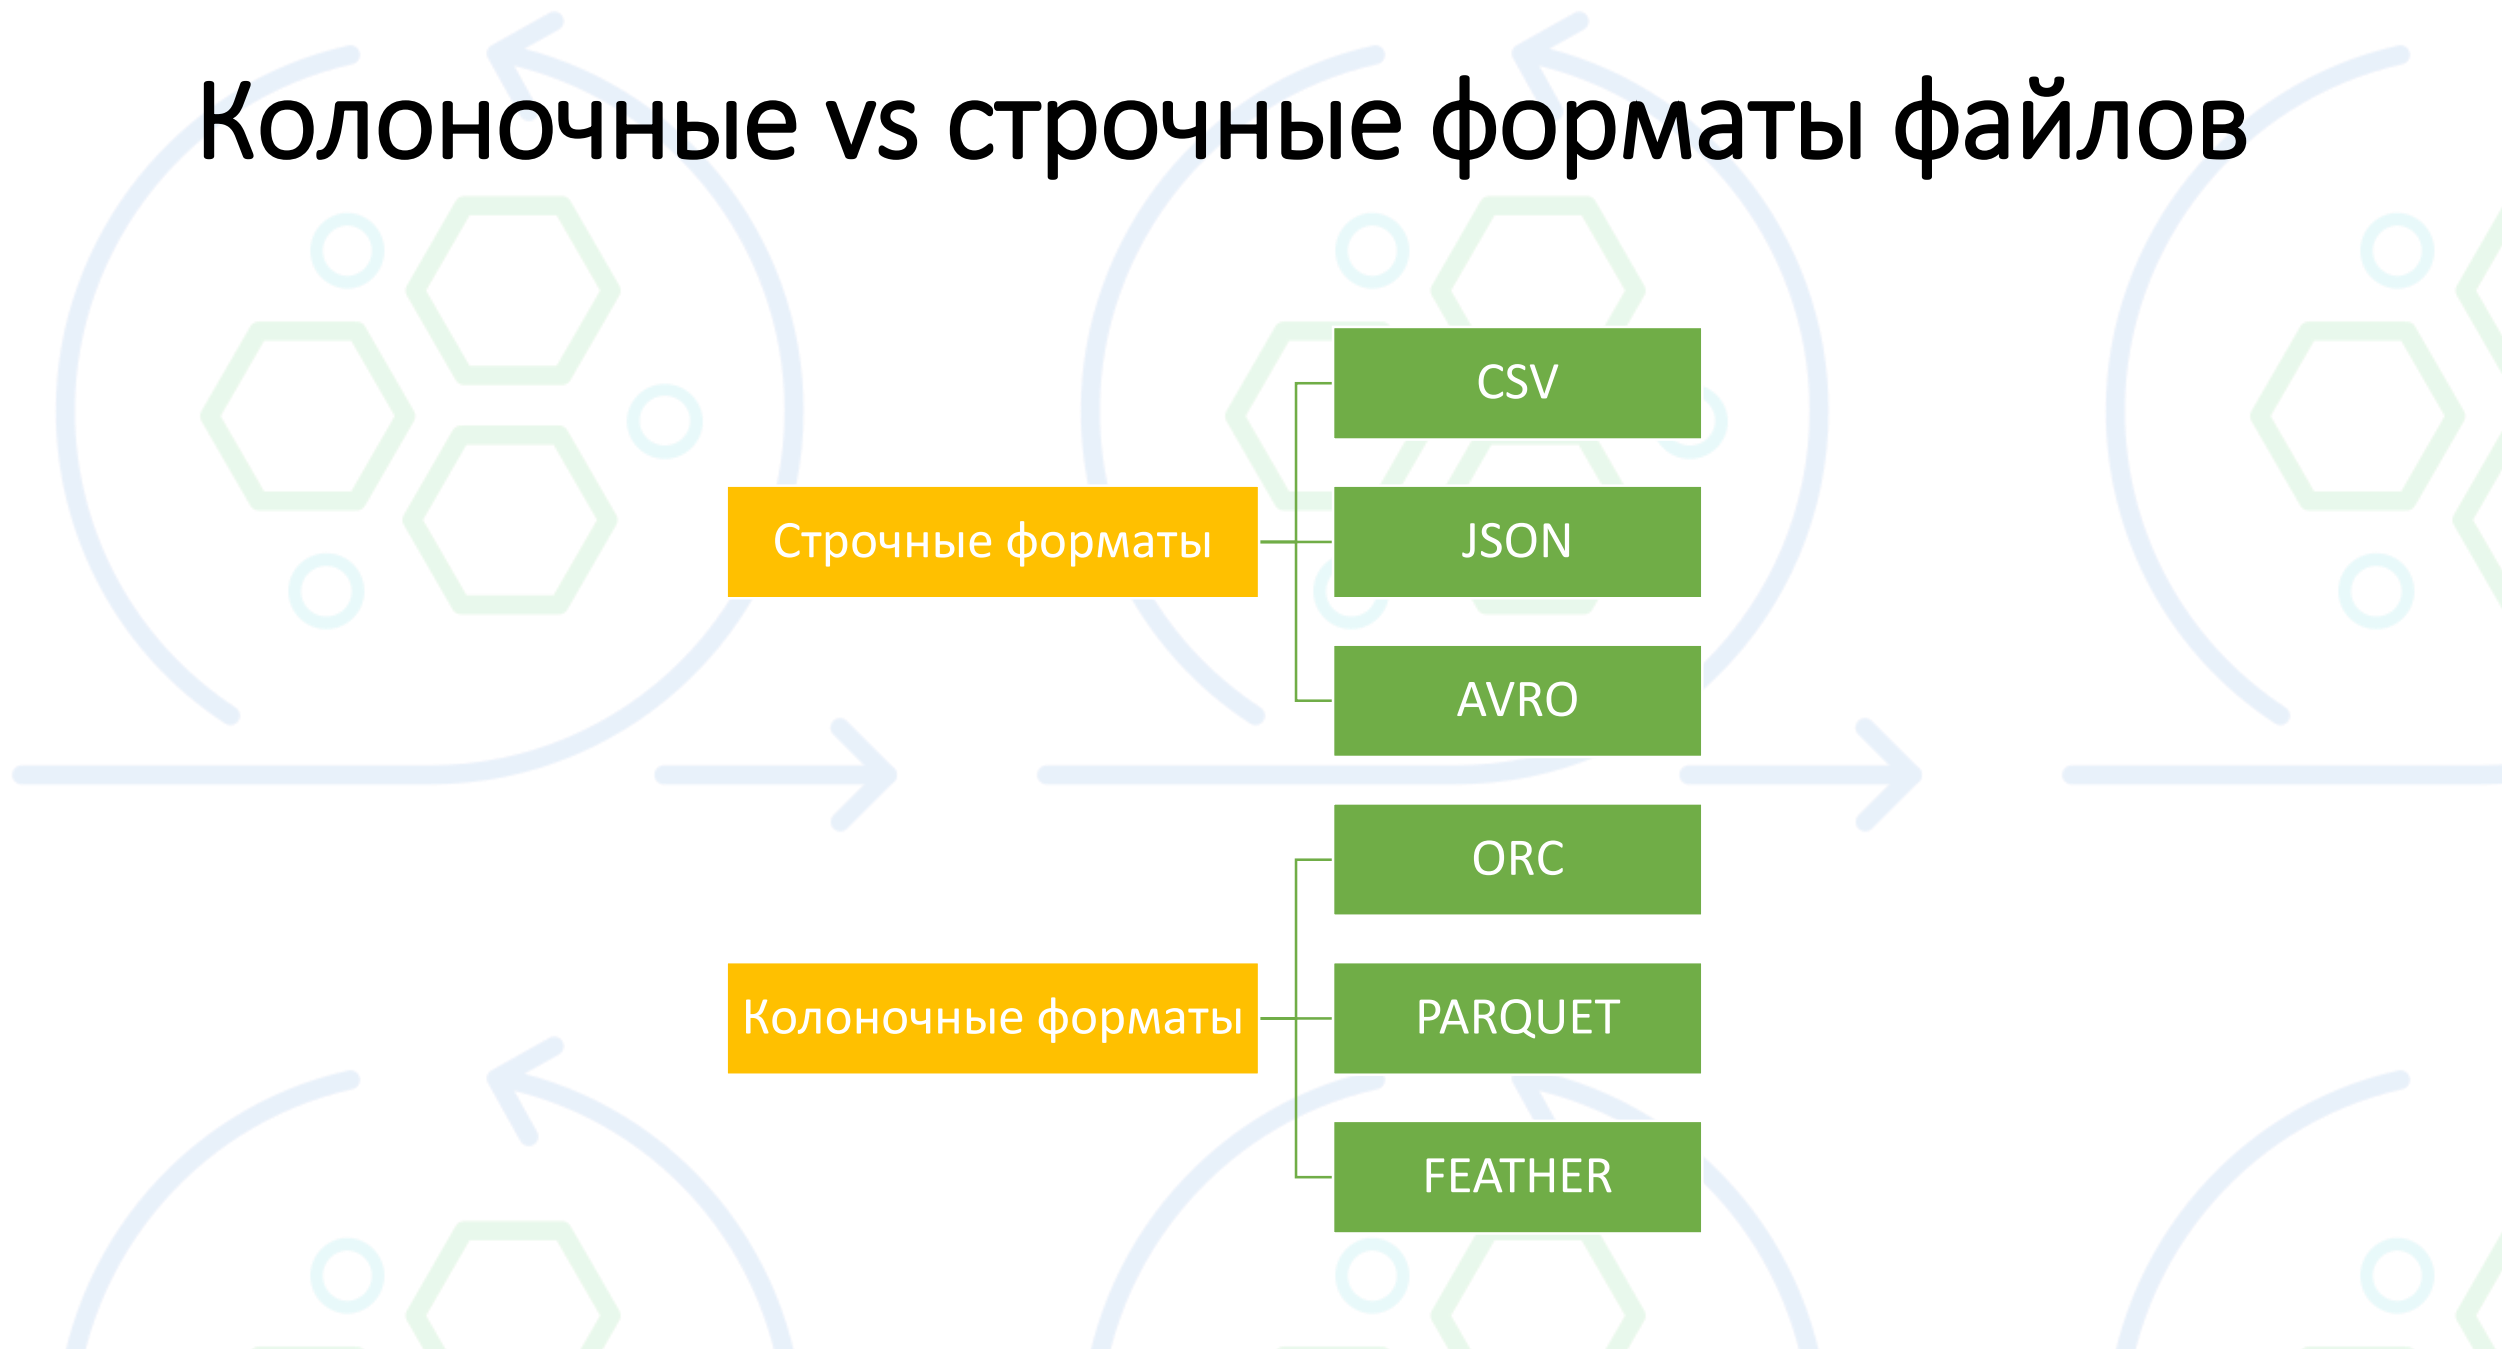 Колоночные vs строчные форматы файлов
CSV
Строчные форматы
JSON
AVRO
ORC
Колоночные форматы
PARQUET
FEATHER